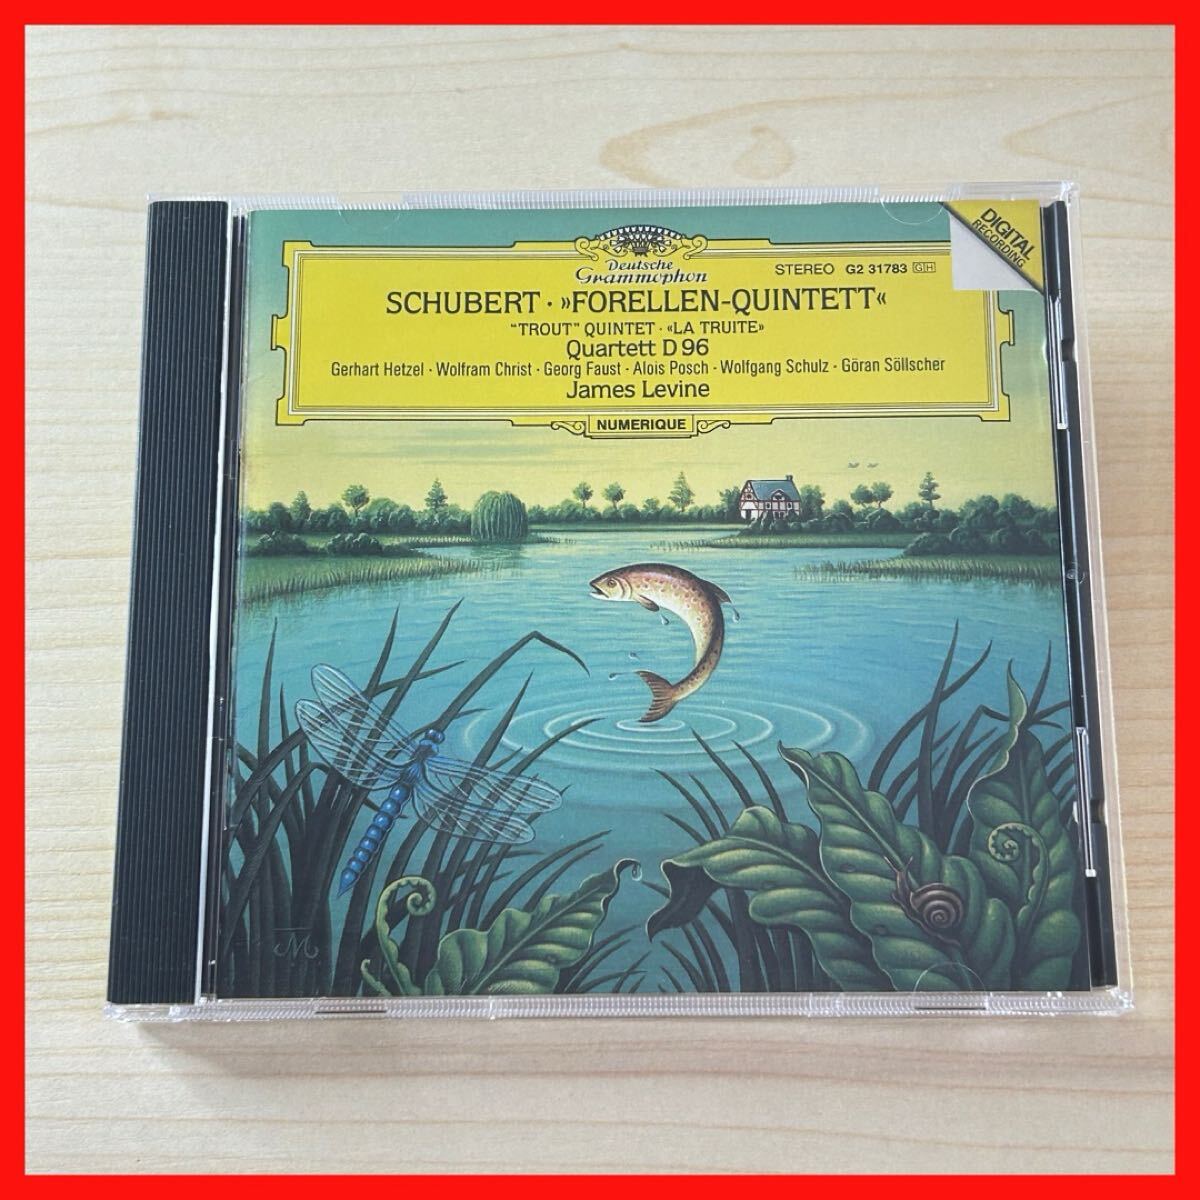 DIGITAL
RECORDING
Deutsche
Grammophon
STEREO G2 31783 GH
SCHUBERT · »FORELLEN-QUINTETT«
"TROUT" QUINTET · «LA TRUITE»
Quartett D 96
Gerhart Hetzel · Wolfram Christ · Georg Faust · Alois Posch · Wolfgang Schulz · Göran Söllscher
James Levine
NUMERIQUE